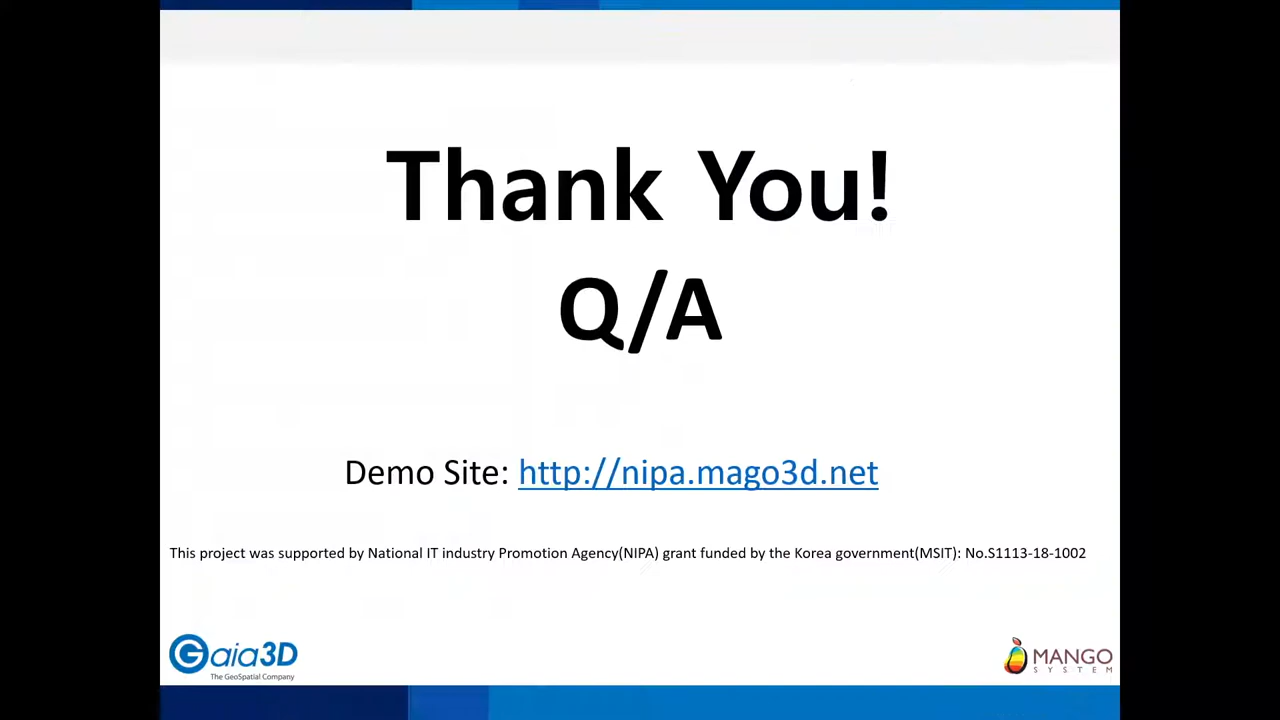 Thank You!
Q/A
Demo Site: http://nipa.mago3d.net
This project was supported by National IT industry Promotion Agency(NIPA) grant funded by the Korea government(MSIT): No.S1113-18-1002
Gaia3D
The GeoSpatial Company
MANGO
SYSTEM